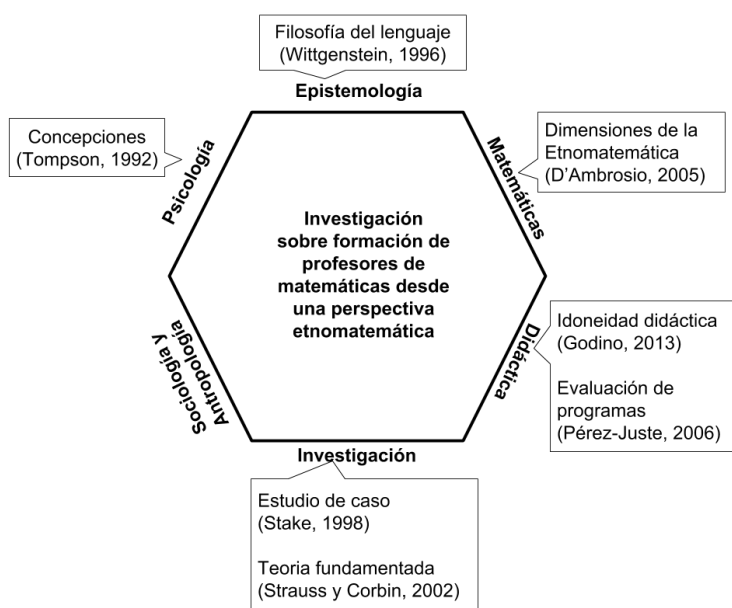 Filosofía del lenguaje
(Wittgenstein, 1996)
Epistemología
Concepciones
(Tompson, 1992)
Psicología
Matemáticas
Dimensiones de la
Etnomatemática
(D'Ambrosio, 2005)
Investigación
sobre formación de
profesores de
matemáticas desde
una perspectiva
etnomatemática
Sociología y
Antropología
Didáctica
Idoneidad didáctica
(Godino, 2013)
Evaluación de
programas
(Pérez-Juste, 2006)
Investigación
Estudio de caso
(Stake, 1998)
Teoria fundamentada
(Strauss y Corbin, 2002)